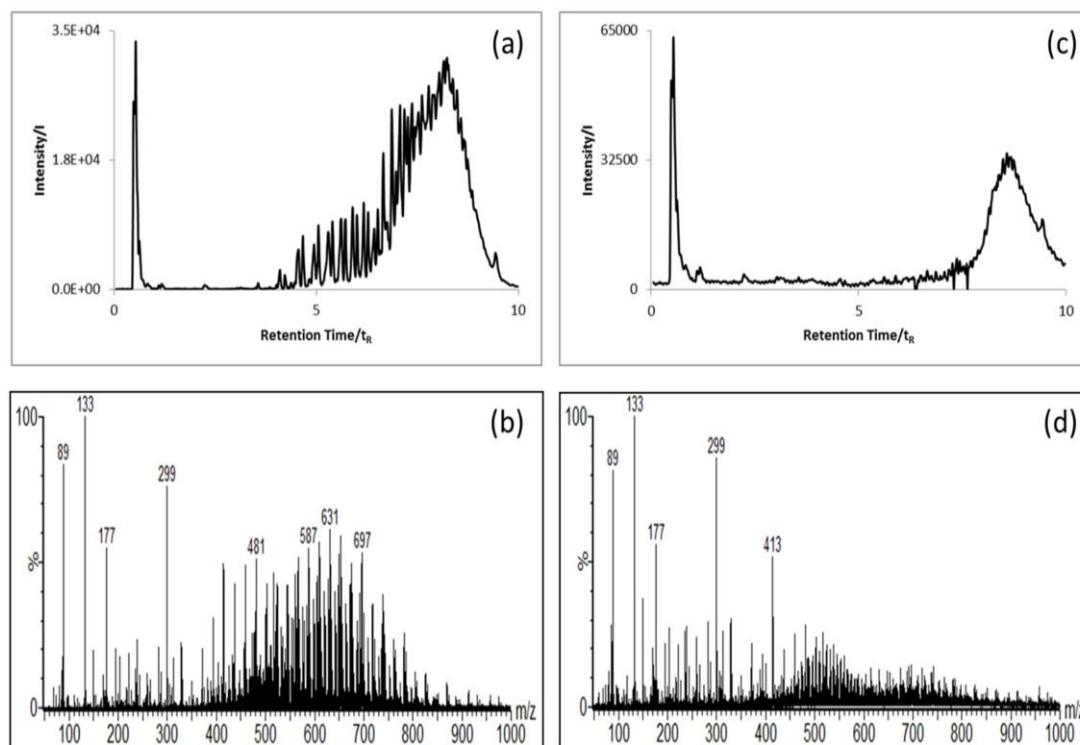 (a)
3.5E+04
1.8E+04
0.0E+00
Intensity/I
0 5 10
Retention Time/tR
(c)
65000
32500
0
Intensity/I
0 5 10
Retention Time/tR
(b)
100
%
0
133
89
177
299
481
587
631
697
100 200 300 400 500 600 700 800 900 1000 m/z
(d)
100
%
0
133
89
177
299
413
100 200 300 400 500 600 700 800 900 1000 m/z